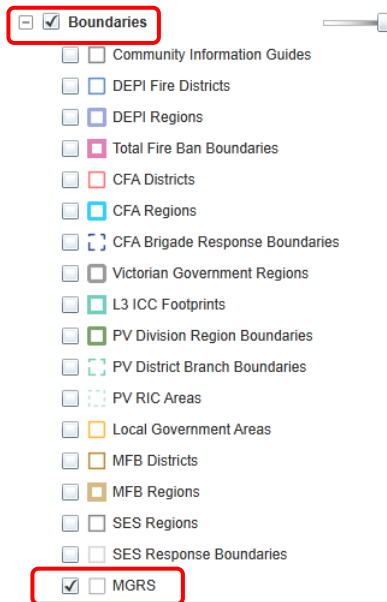 Boundaries
Community Information Guides
DEPI Fire Districts
DEPI Regions
Total Fire Ban Boundaries
CFA Districts
CFA Regions
CFA Brigade Response Boundaries
Victorian Government Regions
L3 ICC Footprints
PV Division Region Boundaries
PV District Branch Boundaries
PV RIC Areas
Local Government Areas
MFB Districts
MFB Regions
SES Regions
SES Response Boundaries
MGRS